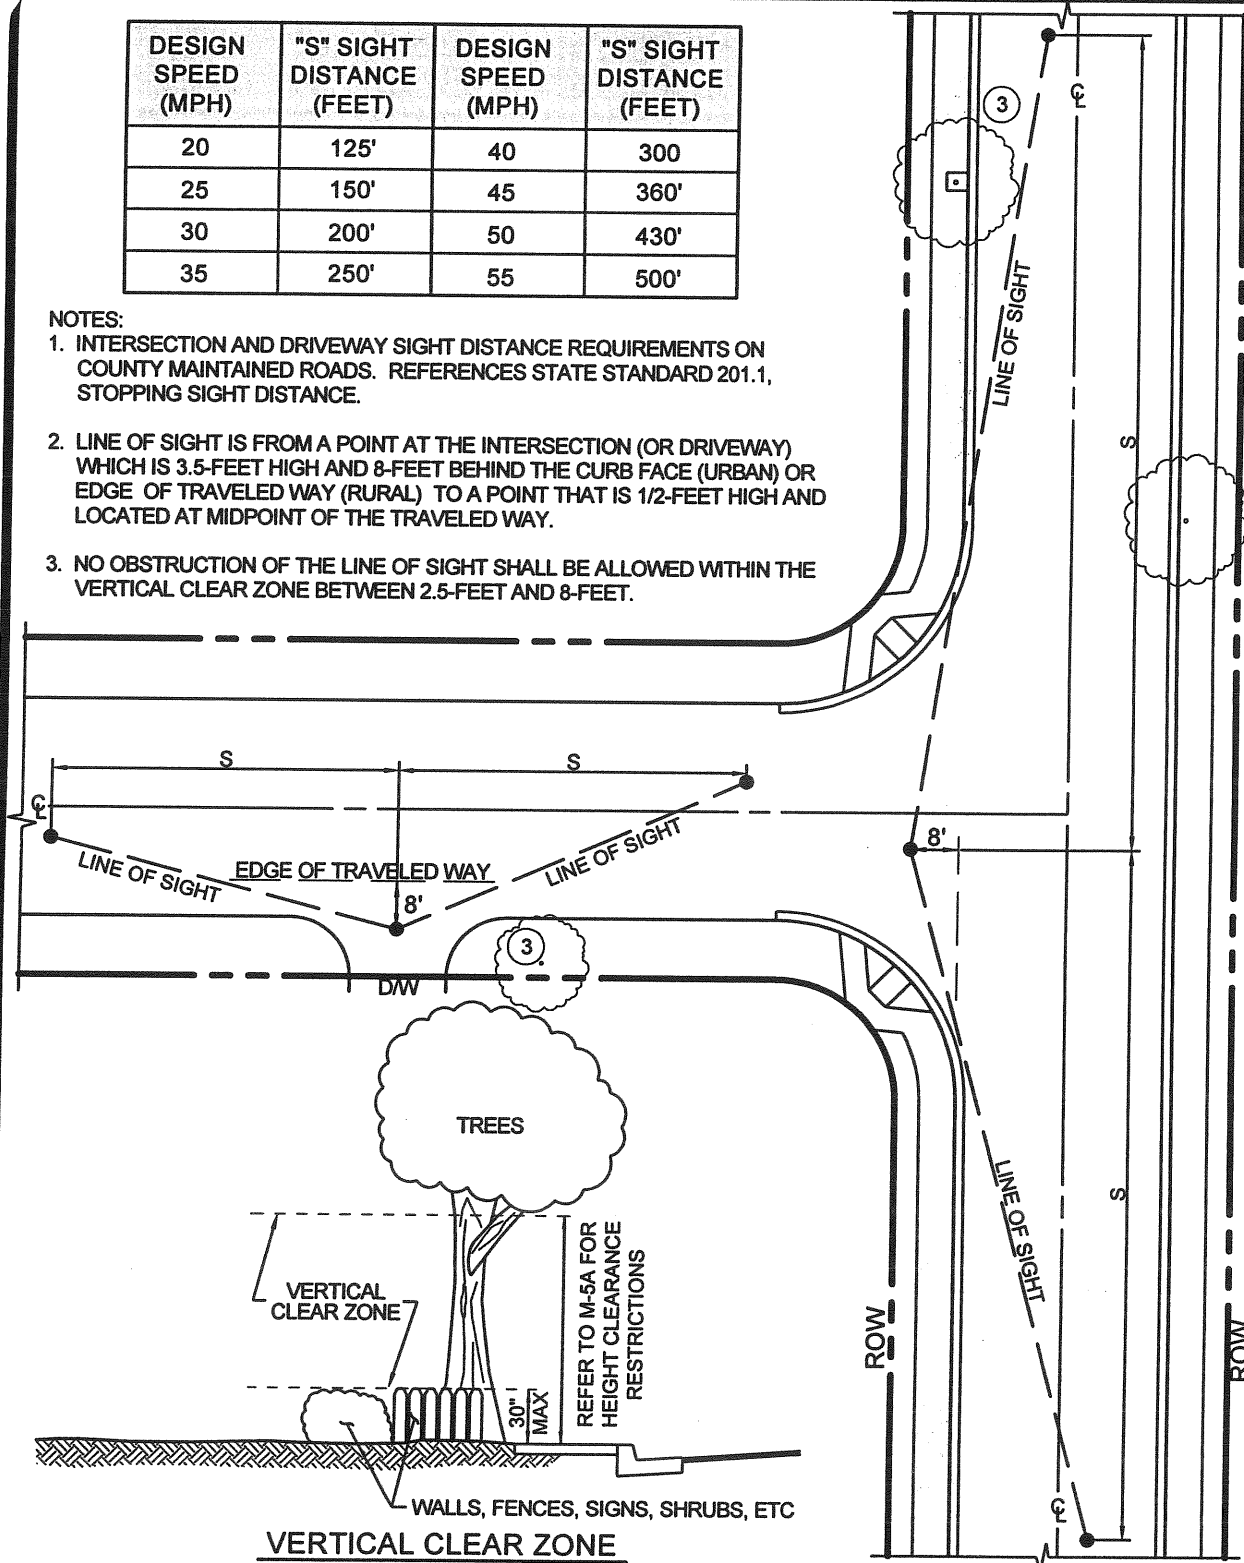 DESIGN SPEED (MPH) "S" SIGHT DISTANCE (FEET) DESIGN SPEED (MPH) "S" SIGHT DISTANCE (FEET)
20 125' 40 300
25 150' 45 360'
30 200' 50 430'
35 250' 55 500'
NOTES:
1. INTERSECTION AND DRIVEWAY SIGHT DISTANCE REQUIREMENTS ON
COUNTY MAINTAINED ROADS. REFERENCES STATE STANDARD 201.1,
STOPPING SIGHT DISTANCE.
2. LINE OF SIGHT IS FROM A POINT AT THE INTERSECTION (OR DRIVEWAY)
WHICH IS 3.5-FEET HIGH AND 8-FEET BEHIND THE CURB FACE (URBAN) OR
EDGE OF TRAVELED WAY (RURAL) TO A POINT THAT IS 1/2-FEET HIGH AND
LOCATED AT MIDPOINT OF THE TRAVELED WAY.
3. NO OBSTRUCTION OF THE LINE OF SIGHT SHALL BE ALLOWED WITHIN THE
VERTICAL CLEAR ZONE BETWEEN 2.5-FEET AND 8-FEET.
3
℄
LINE OF SIGHT
S
S
S
℄
LINE OF SIGHT
EDGE OF TRAVELED WAY
LINE OF SIGHT
8'
8'
3
D/W
TREES
VERTICAL
CLEAR ZONE
30"
MAX
REFER TO M-5A FOR
HEIGHT CLEARANCE
RESTRICTIONS
LINE OF SIGHT
S
ROW
ROW
℄
WALLS, FENCES, SIGNS, SHRUBS, ETC
VERTICAL CLEAR ZONE